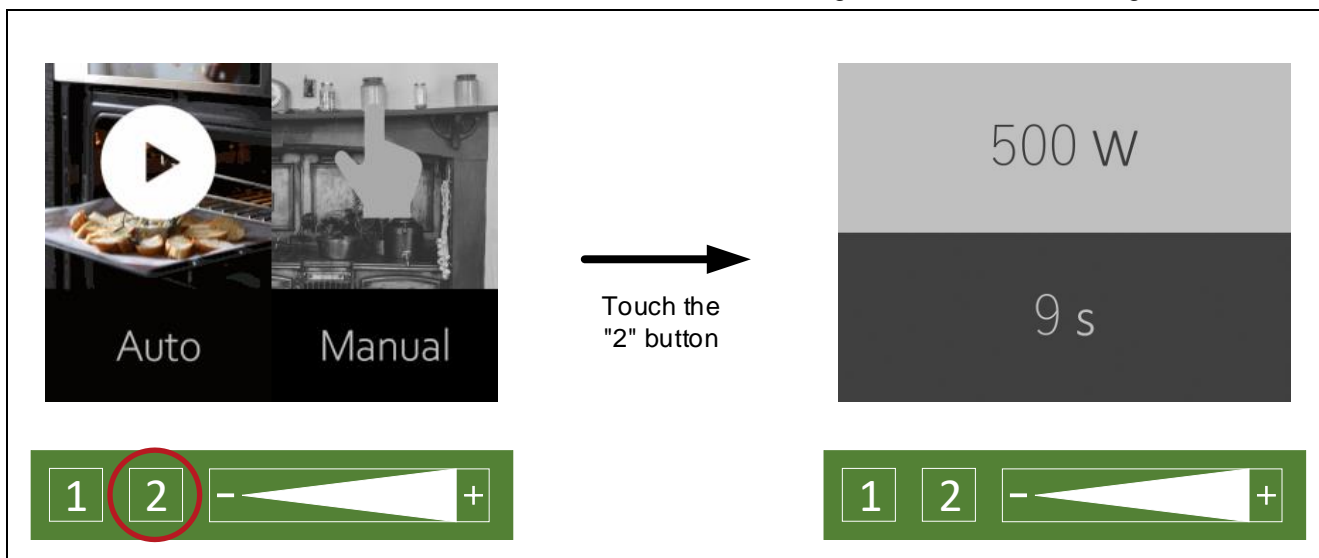 500 W
Auto Manual
Touch the
"2" button
9 s
1 2 - +
1 2 - +